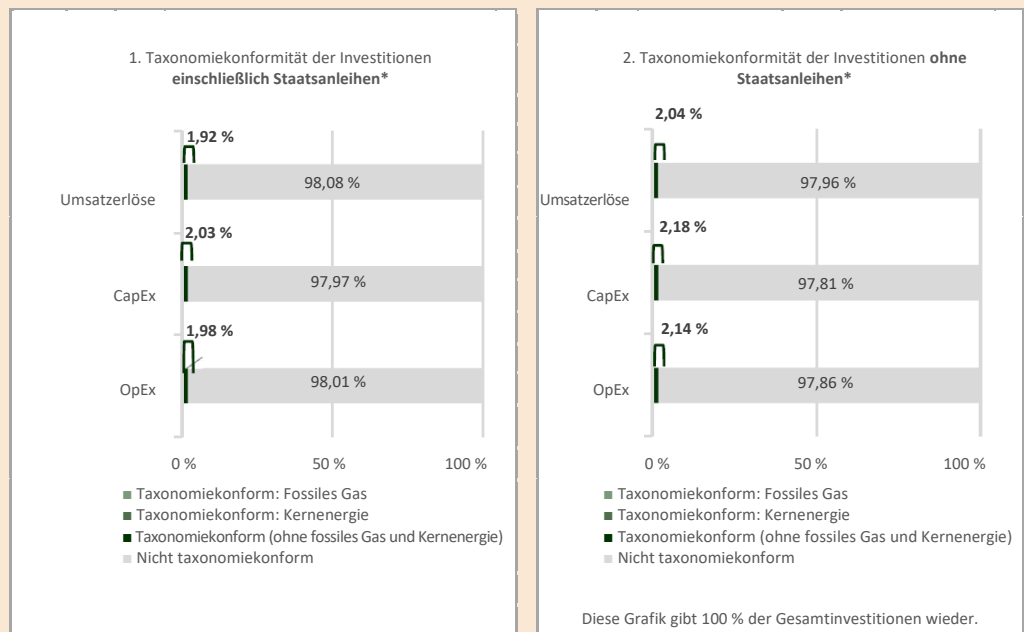 1. Taxonomiekonformität der Investitionen
einschließlich Staatsanleihen*
1,92 %
98,08 %
Umsatzerlöse
2,03 %
97,97 %
CapEx
1,98 %
98,01 %
OpEx
0 % 50 % 100 %
Taxonomiekonform: Fossiles Gas
Taxonomiekonform: Kernenergie
Taxonomiekonform (ohne fossiles Gas und Kernenergie)
Nicht taxonomiekonform
2. Taxonomiekonformität der Investitionen ohne
Staatsanleihen*
2,04 %
97,96 %
Umsatzerlöse
2,18 %
97,81 %
CapEx
2,14 %
97,86 %
OpEx
0 % 50 % 100 %
Taxonomiekonform: Fossiles Gas
Taxonomiekonform: Kernenergie
Taxonomiekonform (ohne fossiles Gas und Kernenergie)
Nicht taxonomiekonform
Diese Grafik gibt 100 % der Gesamtinvestitionen wieder.